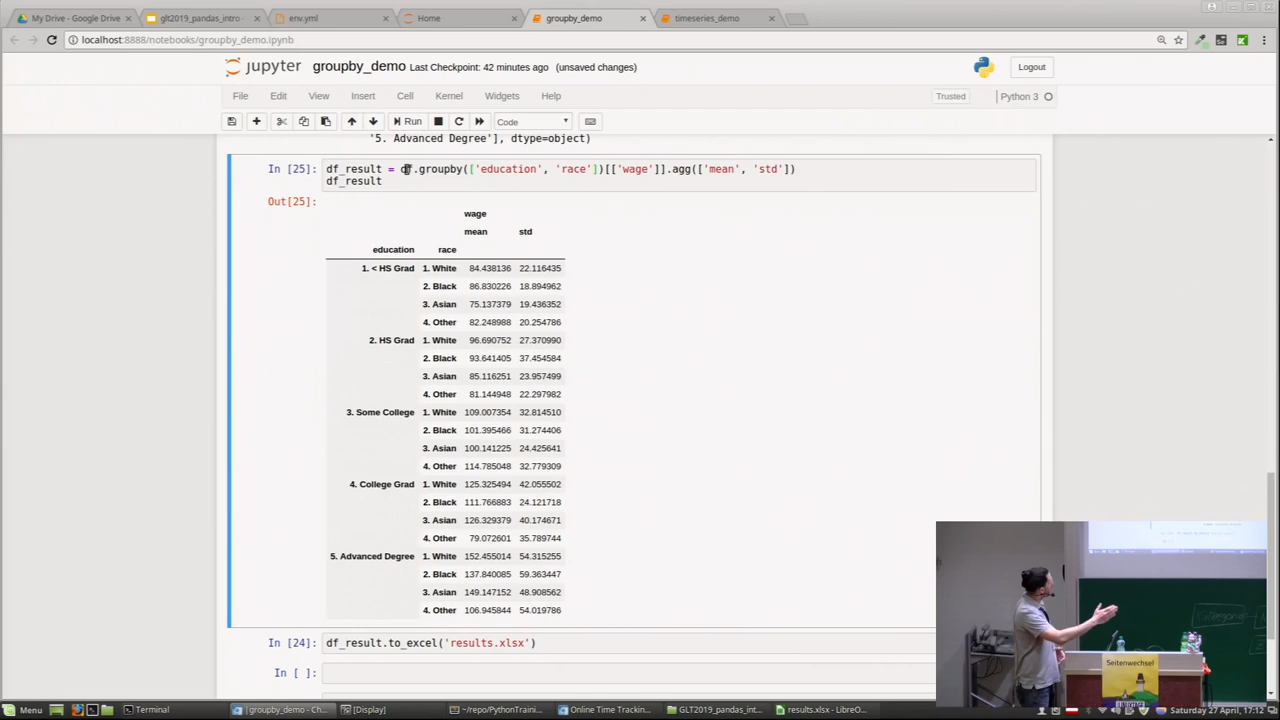 My Drive - Google Drive
glt2019_pandas_intro -
env.yml
Home
groupby_demo
timeseries_demo
localhost:8888/notebooks/groupby_demo.ipynb
jupyter groupby_demo Last Checkpoint: 42 minutes ago (unsaved changes)
Logout
File Edit View Insert Cell Kernel Widgets Help
Trusted Python 3
Run Code
'5. Advanced Degree'], dtype=object)
In [25]: df_result = df.groupby(['education', 'race'])[['wage']].agg(['mean', 'std'])
df_result
Out[25]:
wage
mean std
education race
1. < HS Grad 1. White 84.438136 22.116435
2. Black 86.830226 18.894962
3. Asian 75.137379 19.436352
4. Other 82.248988 20.254786
2. HS Grad 1. White 96.690752 27.370990
2. Black 93.641405 37.454584
3. Asian 85.116251 23.957499
4. Other 81.144948 22.297982
3. Some College 1. White 109.007354 32.814510
2. Black 101.395466 31.274406
3. Asian 100.141225 24.425641
4. Other 114.785048 32.779309
4. College Grad 1. White 125.325494 42.055502
2. Black 111.766883 24.121718
3. Asian 126.329379 40.174671
4. Other 79.072601 35.789744
5. Advanced Degree 1. White 152.455014 54.315255
2. Black 137.840085 59.363447
3. Asian 149.147152 48.908562
4. Other 106.945844 54.019786
In [24]: df_result.to_excel('results.xlsx')
In [ ]:
Seitenwechsel
Menu
Terminal
[groupby_demo - Ch...
[Display]
~/repo/PythonTraini...
Online Time Trackin...
GLT2019_pandas_int...
results.xlsx - LibreO...
Saturday 27 April, 17:12